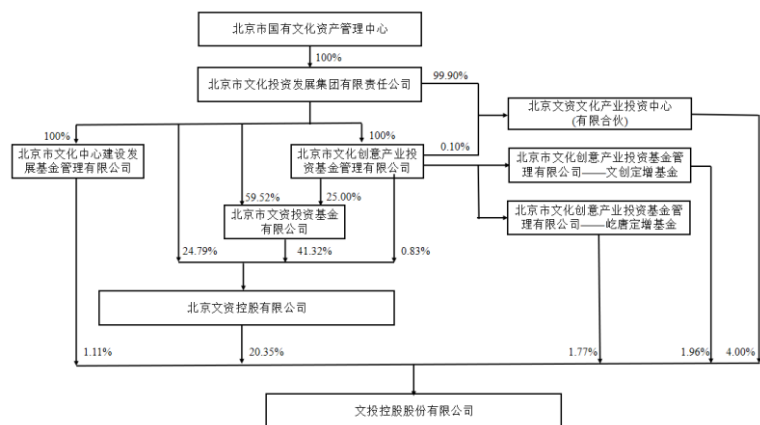 北京市国有文化资产管理中心
100%
北京市文化投资发展集团有限责任公司
99.90%
北京文资文化产业投资中心
(有限合伙)
100%
100%
北京市文化中心建设发
展基金管理有限公司
北京市文化创意产业投
资基金管理有限公司
0.10%
北京市文化创意产业投资基金管
理有限公司——文创定增基金
59.52%
25.00%
北京市文资投资基金
有限公司
北京市文化创意产业投资基金管
理有限公司——屹唐定增基金
24.79%
41.32%
0.83%
北京文资控股有限公司
1.11%
20.35%
1.77%
1.96%
4.00%
文投控股股份有限公司